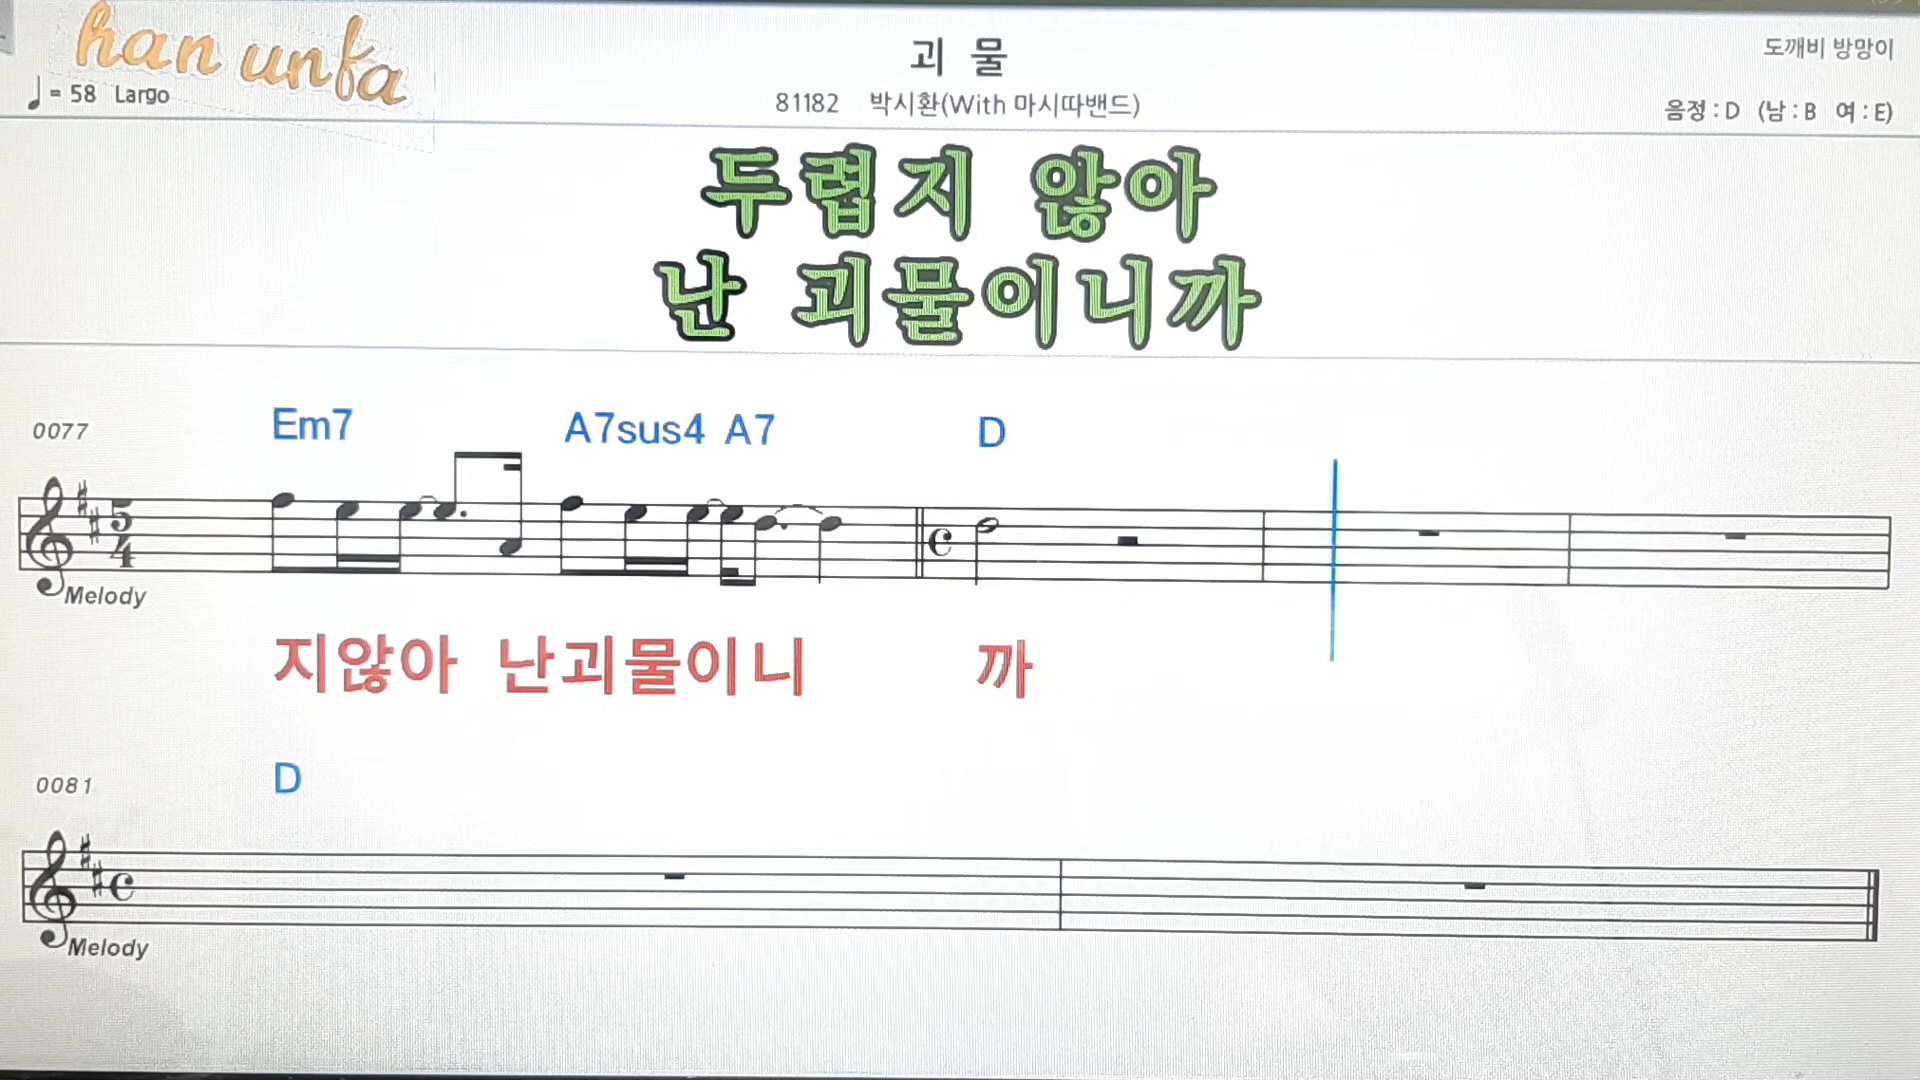 han unfa
괴 물
도깨비 방망이
♩= 58 Largo
81182 박시환(With 마시따밴드)
음정 : D (남 : B 여 : E)
두렵지 않아
난 괴물이니까
0077
Em7 A7sus4 A7 D
5/4
Melody
지않아 난괴물이니 까
0081
D
Melody